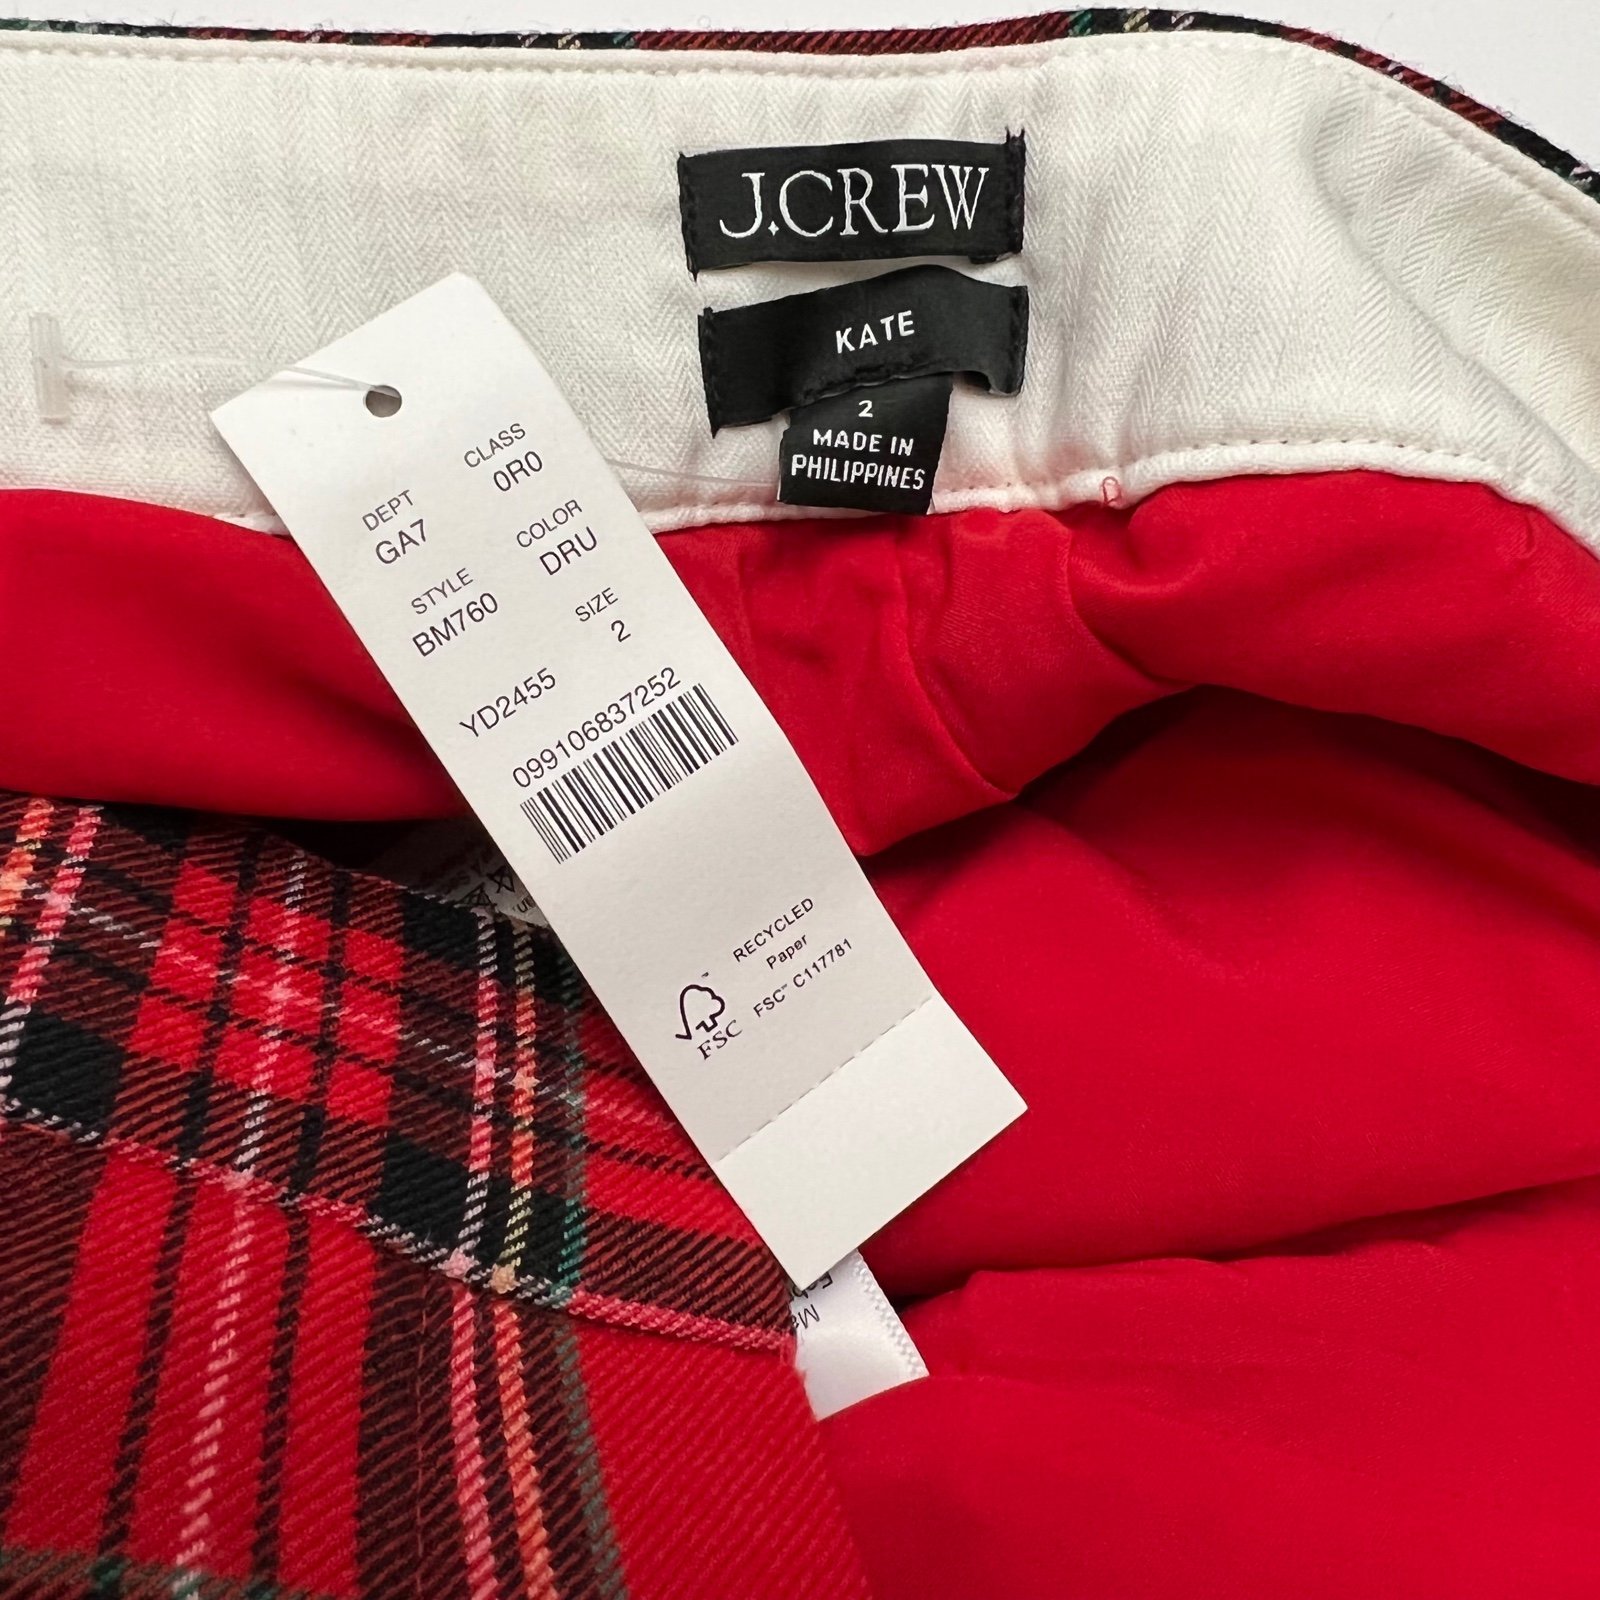 J.CREW
KATE
2
MADE IN
PHILIPPINES
DEPT CLASS
GA7 0R0
STYLE COLOR
BM760 DRU
SIZE
YD2455 2
099106837252
RECYCLED
Paper
FSC™ C117781
FSC™